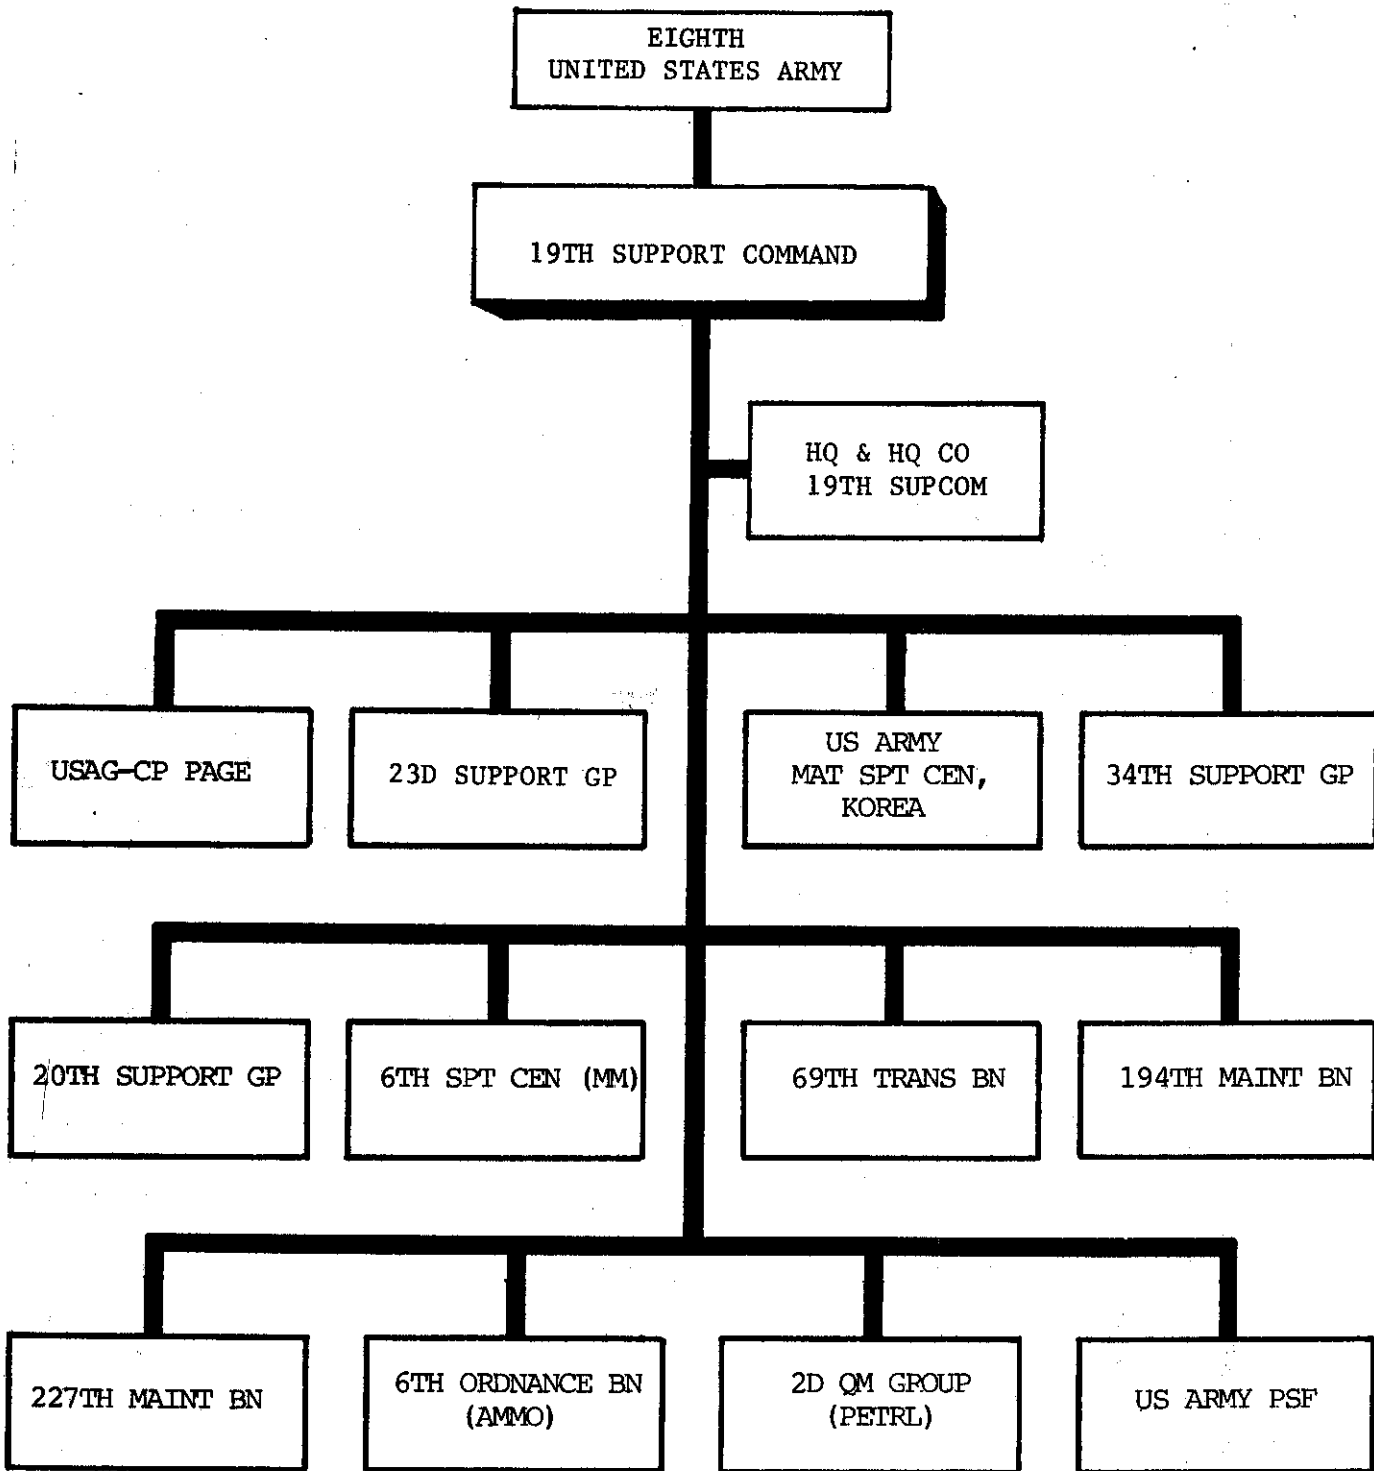 EIGHTH
UNITED STATES ARMY
19TH SUPPORT COMMAND
HQ & HQ CO
19TH SUPCOM
USAG-CP PAGE
23D SUPPORT GP
US ARMY
MAT SPT CEN,
KOREA
34TH SUPPORT GP
20TH SUPPORT GP
6TH SPT CEN (MM)
69TH TRANS BN
194TH MAINT BN
227TH MAINT BN
6TH ORDNANCE BN
(AMMO)
2D QM GROUP
(PETRL)
US ARMY PSF